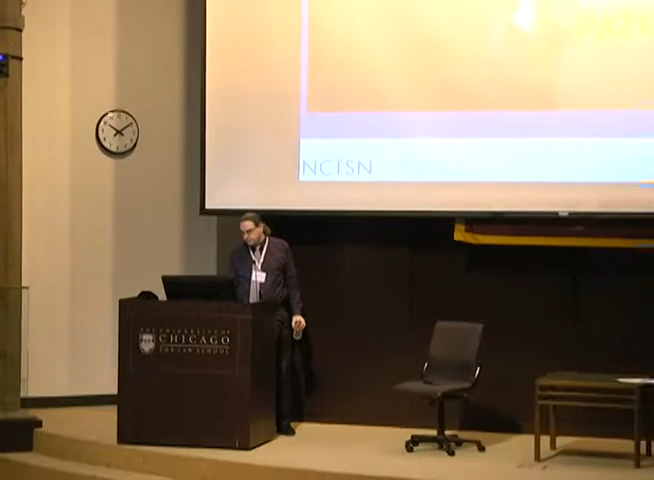 NCTSN
THE UNIVERSITY OF
CHICAGO
THE LAW SCHOOL